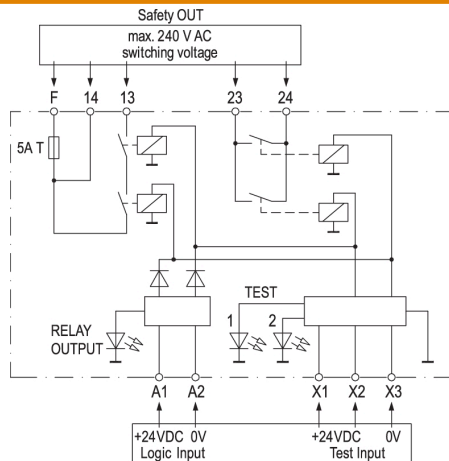 Safety OUT
max. 240 V AC
switching voltage
F 14 13 23 24
5A T
TEST
1 2
RELAY
OUTPUT
A1 A2 X1 X2 X3
+24VDC 0V +24VDC 0V
Logic Input Test Input